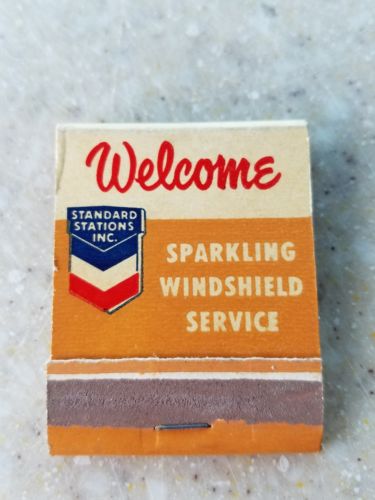 Welcome
STANDARD
STATIONS
INC.
SPARKLING
WINDSHIELD
SERVICE